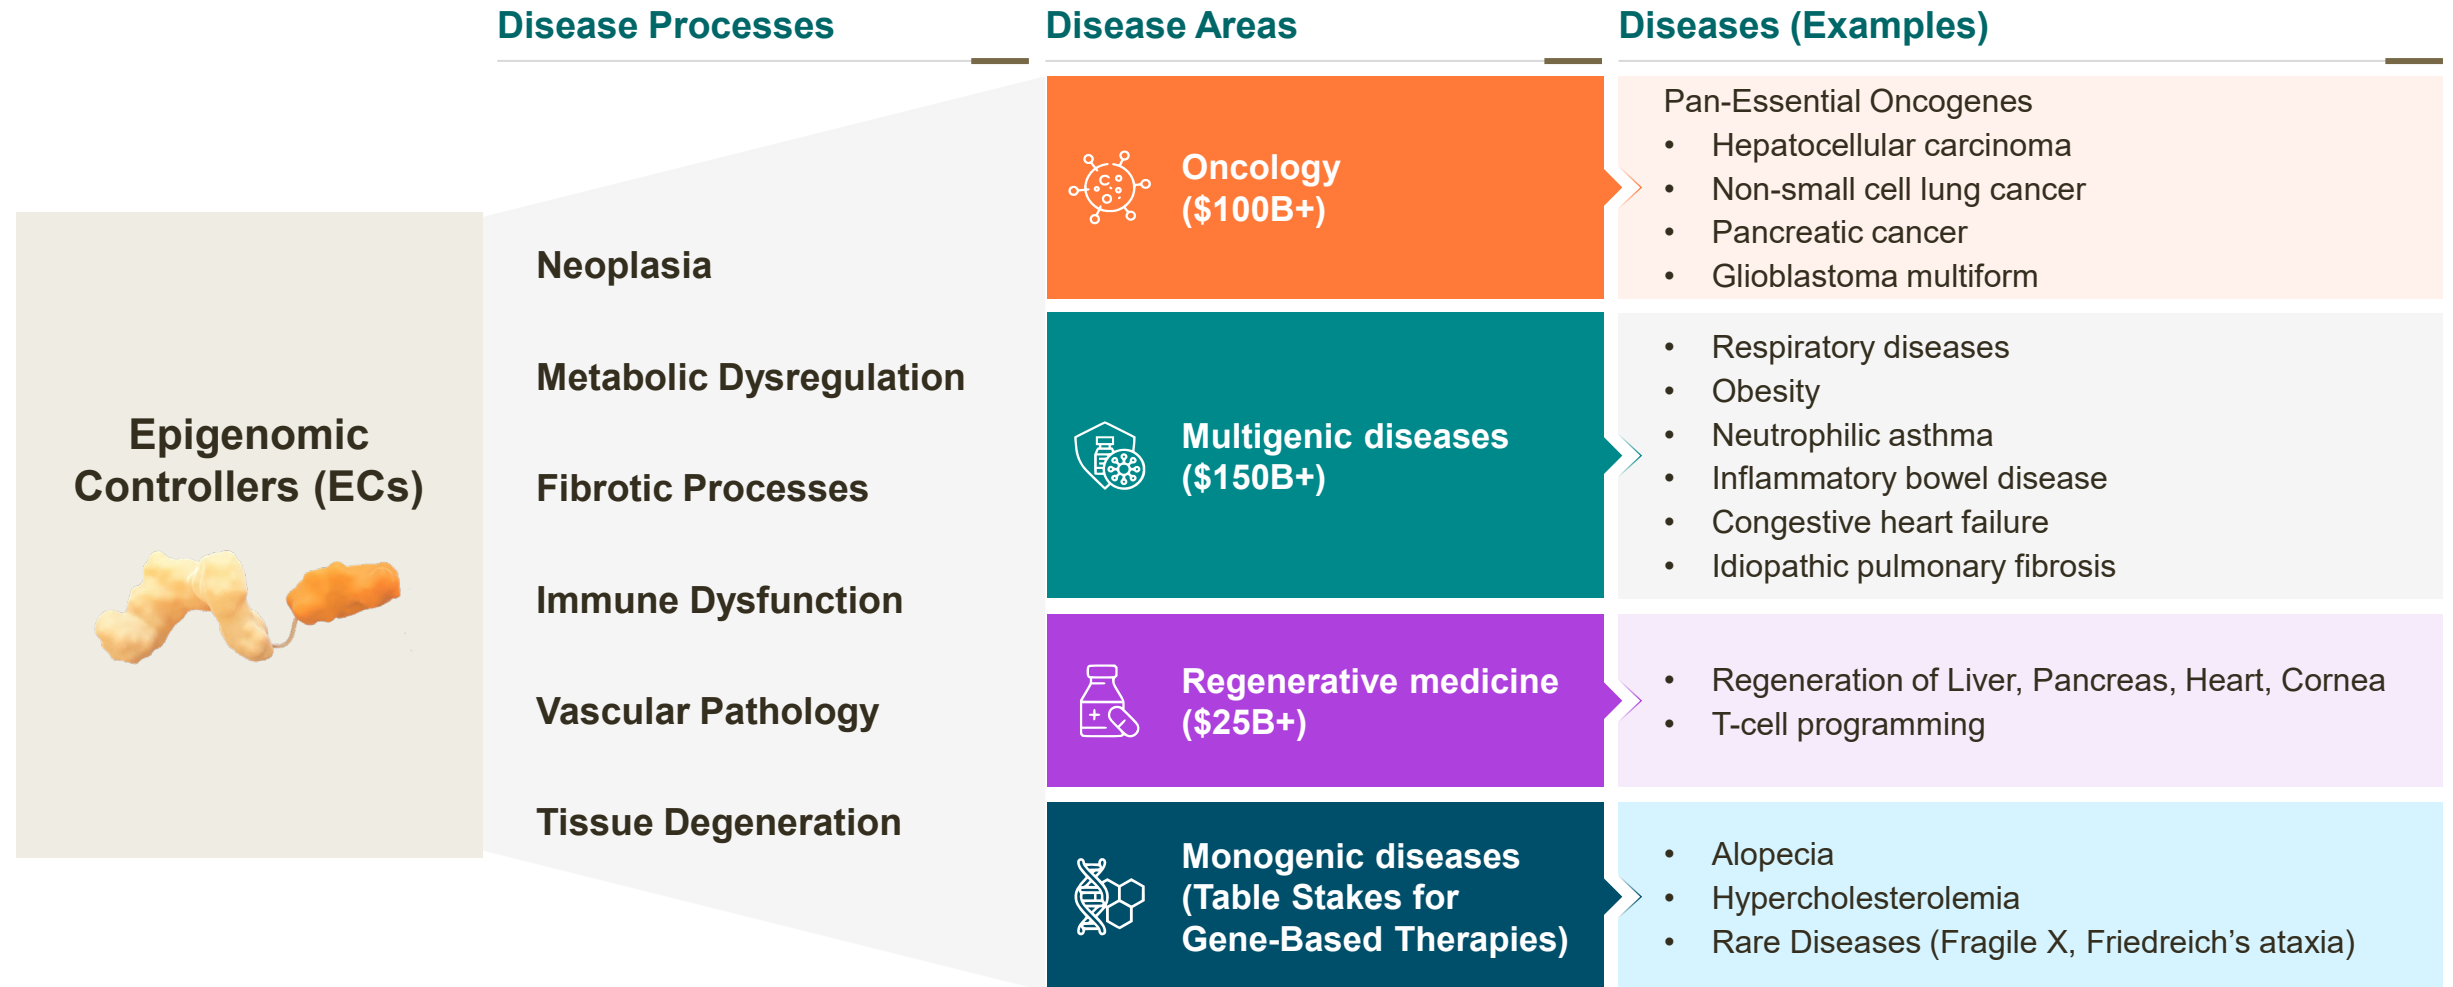 Disease Processes
Disease Areas
Diseases (Examples)
Epigenomic
Controllers (ECs)
Neoplasia
Metabolic Dysregulation
Fibrotic Processes
Immune Dysfunction
Vascular Pathology
Tissue Degeneration
Oncology
($100B+)
Pan-Essential Oncogenes
• Hepatocellular carcinoma
• Non-small cell lung cancer
• Pancreatic cancer
• Glioblastoma multiform
Multigenic diseases
($150B+)
• Respiratory diseases
• Obesity
• Neutrophilic asthma
• Inflammatory bowel disease
• Congestive heart failure
• Idiopathic pulmonary fibrosis
Regenerative medicine
($25B+)
• Regeneration of Liver, Pancreas, Heart, Cornea
• T-cell programming
Monogenic diseases
(Table Stakes for
Gene-Based Therapies)
• Alopecia
• Hypercholesterolemia
• Rare Diseases (Fragile X, Friedreich’s ataxia)